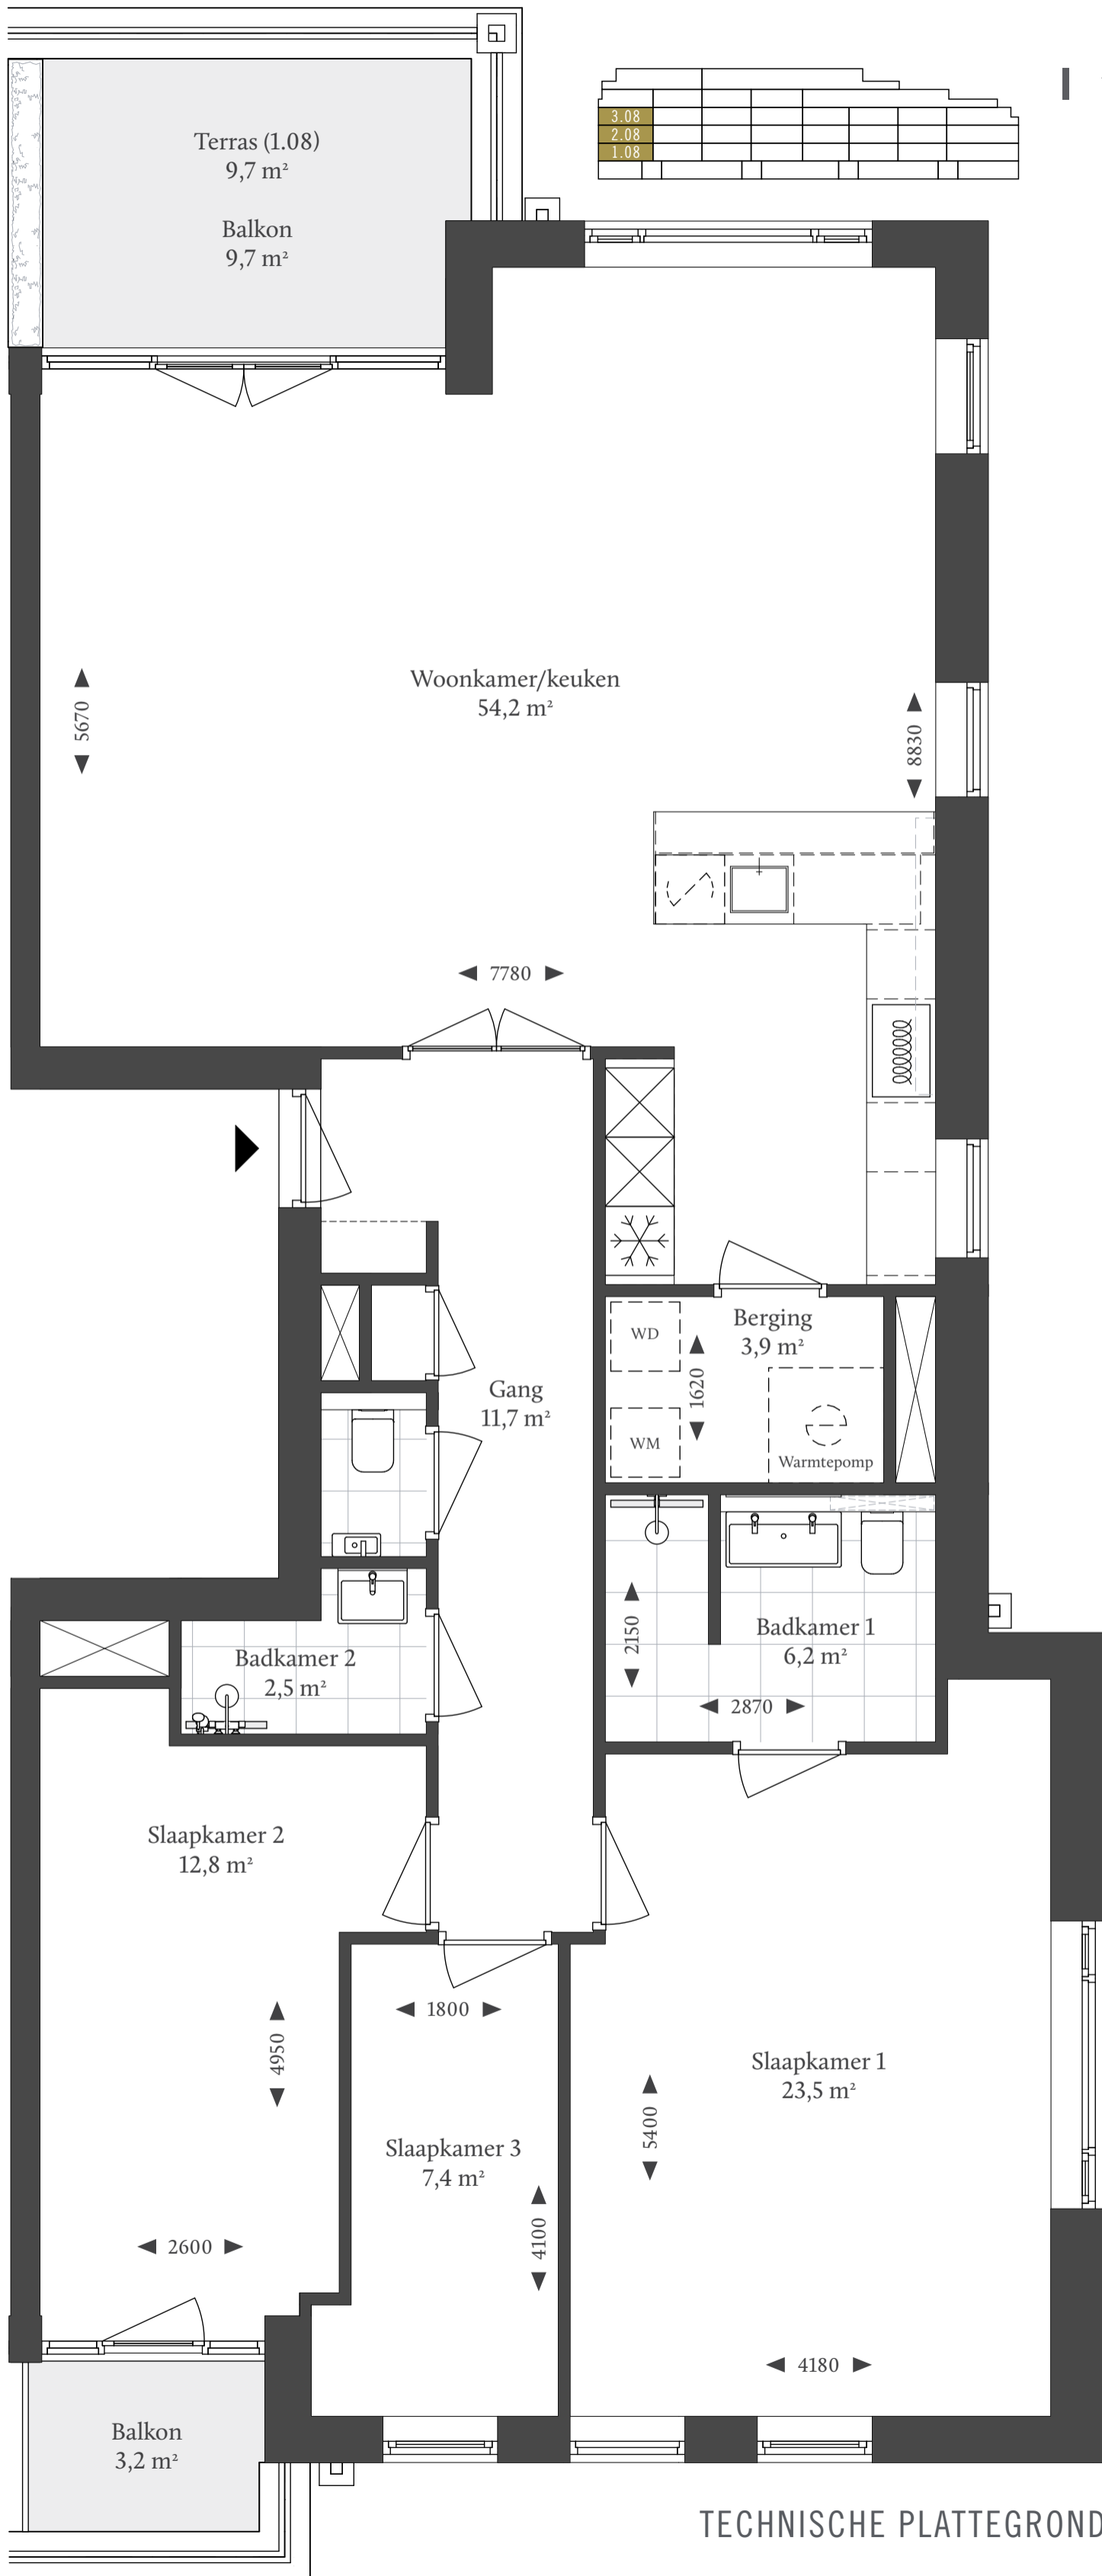 3.08
2.08
1.08
Terras (1.08)
9,7 m²
Balkon
9,7 m²
Woonkamer/keuken
54,2 m²
5670
8830
7780
Berging
3,9 m²
WD
1620
WM
Warmtepomp
Gang
11,7 m²
Badkamer 1
6,2 m²
2150
2870
Badkamer 2
2,5 m²
Slaapkamer 2
12,8 m²
4950
1800
Slaapkamer 1
23,5 m²
5400
Slaapkamer 3
7,4 m²
4100
2600
4180
Balkon
3,2 m²
TECHNISCHE PLATTEGROND